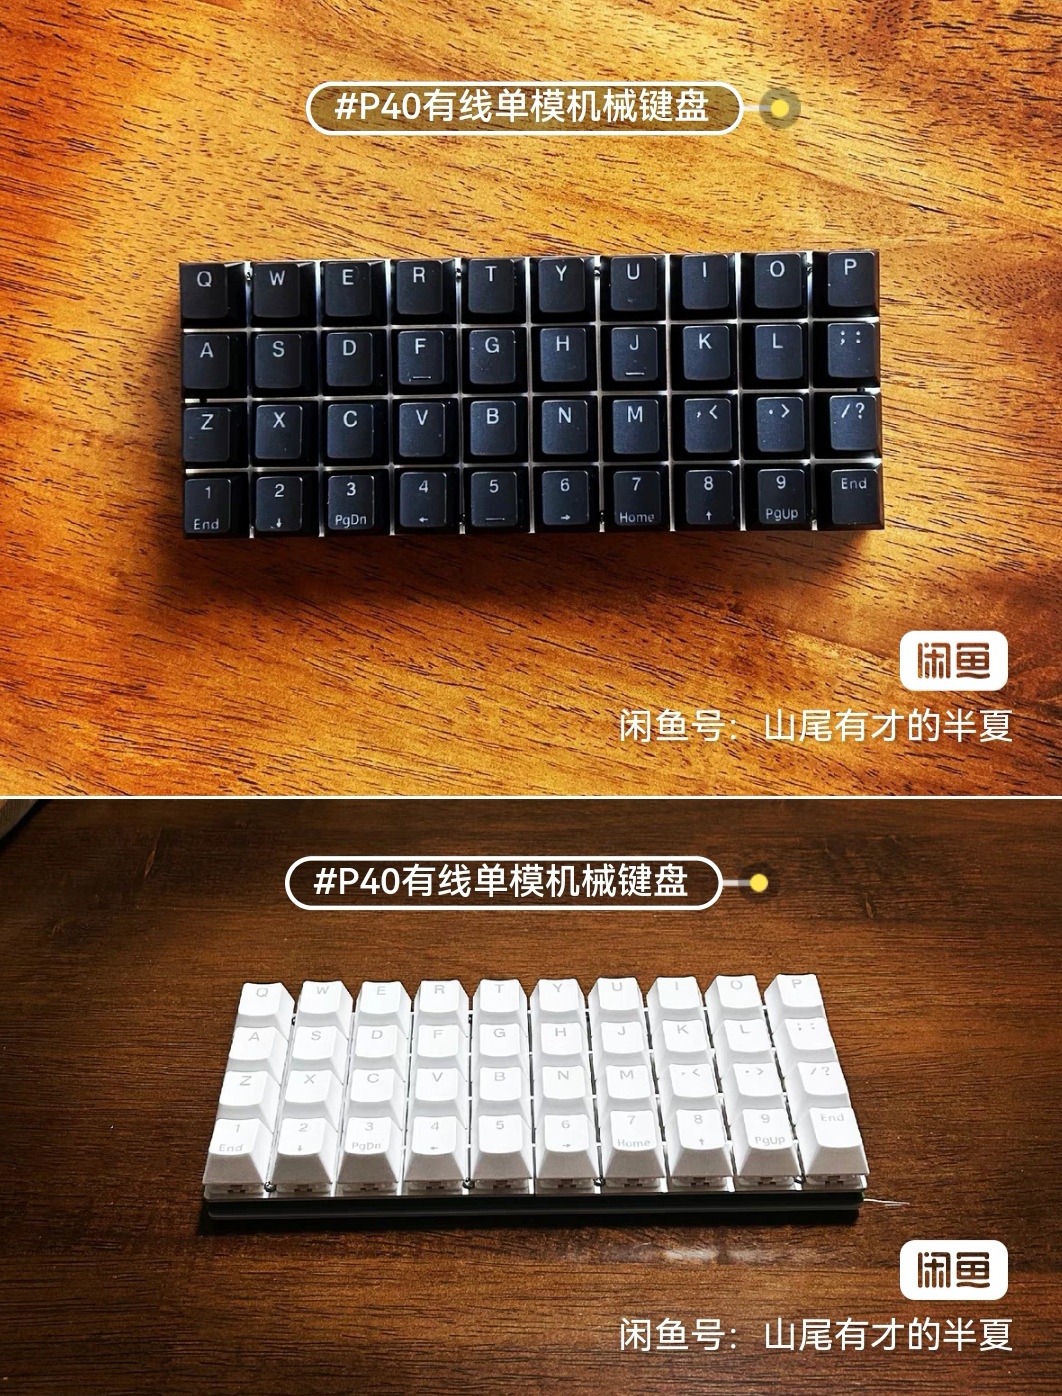 #P40有线单模机械键盘
Q W E R T Y U I O P
A S D F G H J K L ; :
Z X C V B N M , < . > / ?
1 2 3 4 5 6 7 8 9 End
End ↓ PgDn ← → Home ↑ PgUp
闲鱼
闲鱼号：山尾有才的半夏
#P40有线单模机械键盘
Q W E R T Y U I O P
A S D F G H J K L ; :
Z X C V B N M , < . > / ?
1 2 3 4 5 6 7 8 9 End
End ↓ PgDn ← → Home ↑ PgUp
闲鱼
闲鱼号：山尾有才的半夏